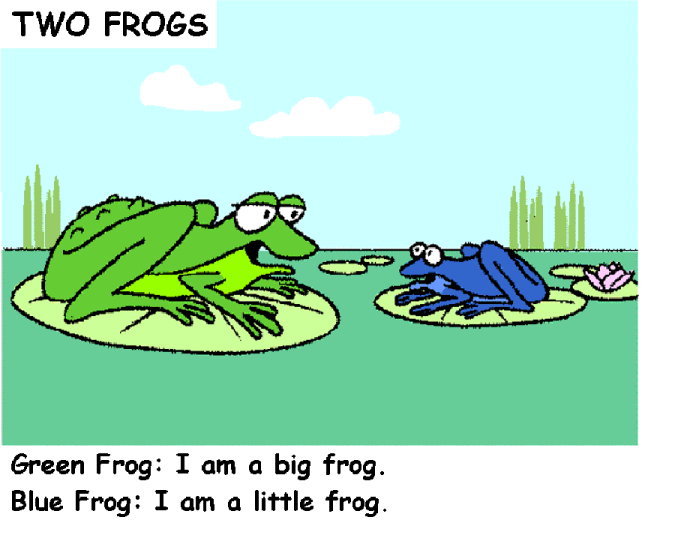 TWO FROGS
Green Frog: I am a big frog.
Blue Frog: I am a little frog.